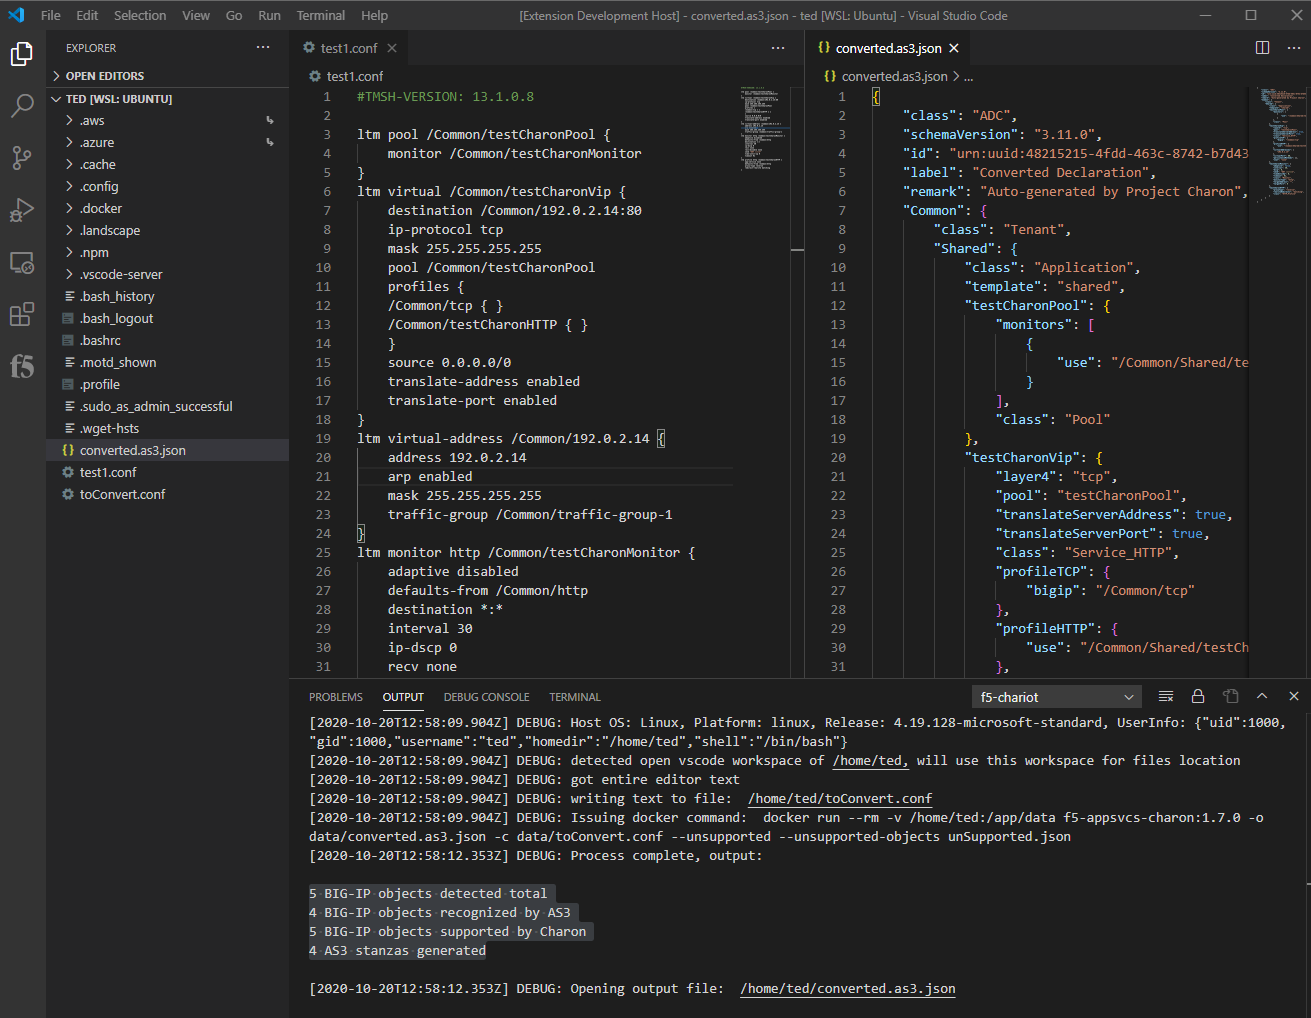 File Edit Selection View Go Run Terminal Help [Extension Development Host] - converted.as3.json - ted [WSL: Ubuntu] - Visual Studio Code
EXPLORER
OPEN EDITORS
TED [WSL: UBUNTU]
.aws
.azure
.cache
.config
.docker
.landscape
.npm
.vscode-server
.bash_history
.bash_logout
.bashrc
.motd_shown
.profile
.sudo_as_admin_successful
.wget-hsts
converted.as3.json
test1.conf
toConvert.conf
f5
test1.conf
test1.conf
1 #TMSH-VERSION: 13.1.0.8
2
3 ltm pool /Common/testCharonPool {
4 monitor /Common/testCharonMonitor
5 }
6 ltm virtual /Common/testCharonVip {
7 destination /Common/192.0.2.14:80
8 ip-protocol tcp
9 mask 255.255.255.255
10 pool /Common/testCharonPool
11 profiles {
12 /Common/tcp { }
13 /Common/testCharonHTTP { }
14 }
15 source 0.0.0.0/0
16 translate-address enabled
17 translate-port enabled
18 }
19 ltm virtual-address /Common/192.0.2.14 {
20 address 192.0.2.14
21 arp enabled
22 mask 255.255.255.255
23 traffic-group /Common/traffic-group-1
24 }
25 ltm monitor http /Common/testCharonMonitor {
26 adaptive disabled
27 defaults-from /Common/http
28 destination *:*
29 interval 30
30 ip-dscp 0
31 recv none
{} converted.as3.json
{} converted.as3.json > ...
1 {
2 "class": "ADC",
3 "schemaVersion": "3.11.0",
4 "id": "urn:uuid:48215215-4fdd-463c-8742-b7d43
5 "label": "Converted Declaration",
6 "remark": "Auto-generated by Project Charon",
7 "Common": {
8 "class": "Tenant",
9 "Shared": {
10 "class": "Application",
11 "template": "shared",
12 "testCharonPool": {
13 "monitors": [
14 {
15 "use": "/Common/Shared/te
16 }
17 ],
18 "class": "Pool"
19 },
20 "testCharonVip": {
21 "layer4": "tcp",
22 "pool": "testCharonPool",
23 "translateServerAddress": true,
24 "translateServerPort": true,
25 "class": "Service_HTTP",
26 "profileTCP": {
27 "bigip": "/Common/tcp"
28 },
29 "profileHTTP": {
30 "use": "/Common/Shared/testCh
31 },
PROBLEMS OUTPUT DEBUG CONSOLE TERMINAL f5-chariot
[2020-10-20T12:58:09.904Z] DEBUG: Host OS: Linux, Platform: linux, Release: 4.19.128-microsoft-standard, UserInfo: {"uid":1000,
"gid":1000,"username":"ted","homedir":"/home/ted","shell":"/bin/bash"}
[2020-10-20T12:58:09.904Z] DEBUG: detected open vscode workspace of /home/ted, will use this workspace for files location
[2020-10-20T12:58:09.904Z] DEBUG: got entire editor text
[2020-10-20T12:58:09.904Z] DEBUG: writing text to file: /home/ted/toConvert.conf
[2020-10-20T12:58:09.904Z] DEBUG: Issuing docker command: docker run --rm -v /home/ted:/app/data f5-appsvcs-charon:1.7.0 -o
data/converted.as3.json -c data/toConvert.conf --unsupported --unsupported-objects unSupported.json
[2020-10-20T12:58:12.353Z] DEBUG: Process complete, output:
5 BIG-IP objects detected total
4 BIG-IP objects recognized by AS3
5 BIG-IP objects supported by Charon
4 AS3 stanzas generated
[2020-10-20T12:58:12.353Z] DEBUG: Opening output file: /home/ted/converted.as3.json